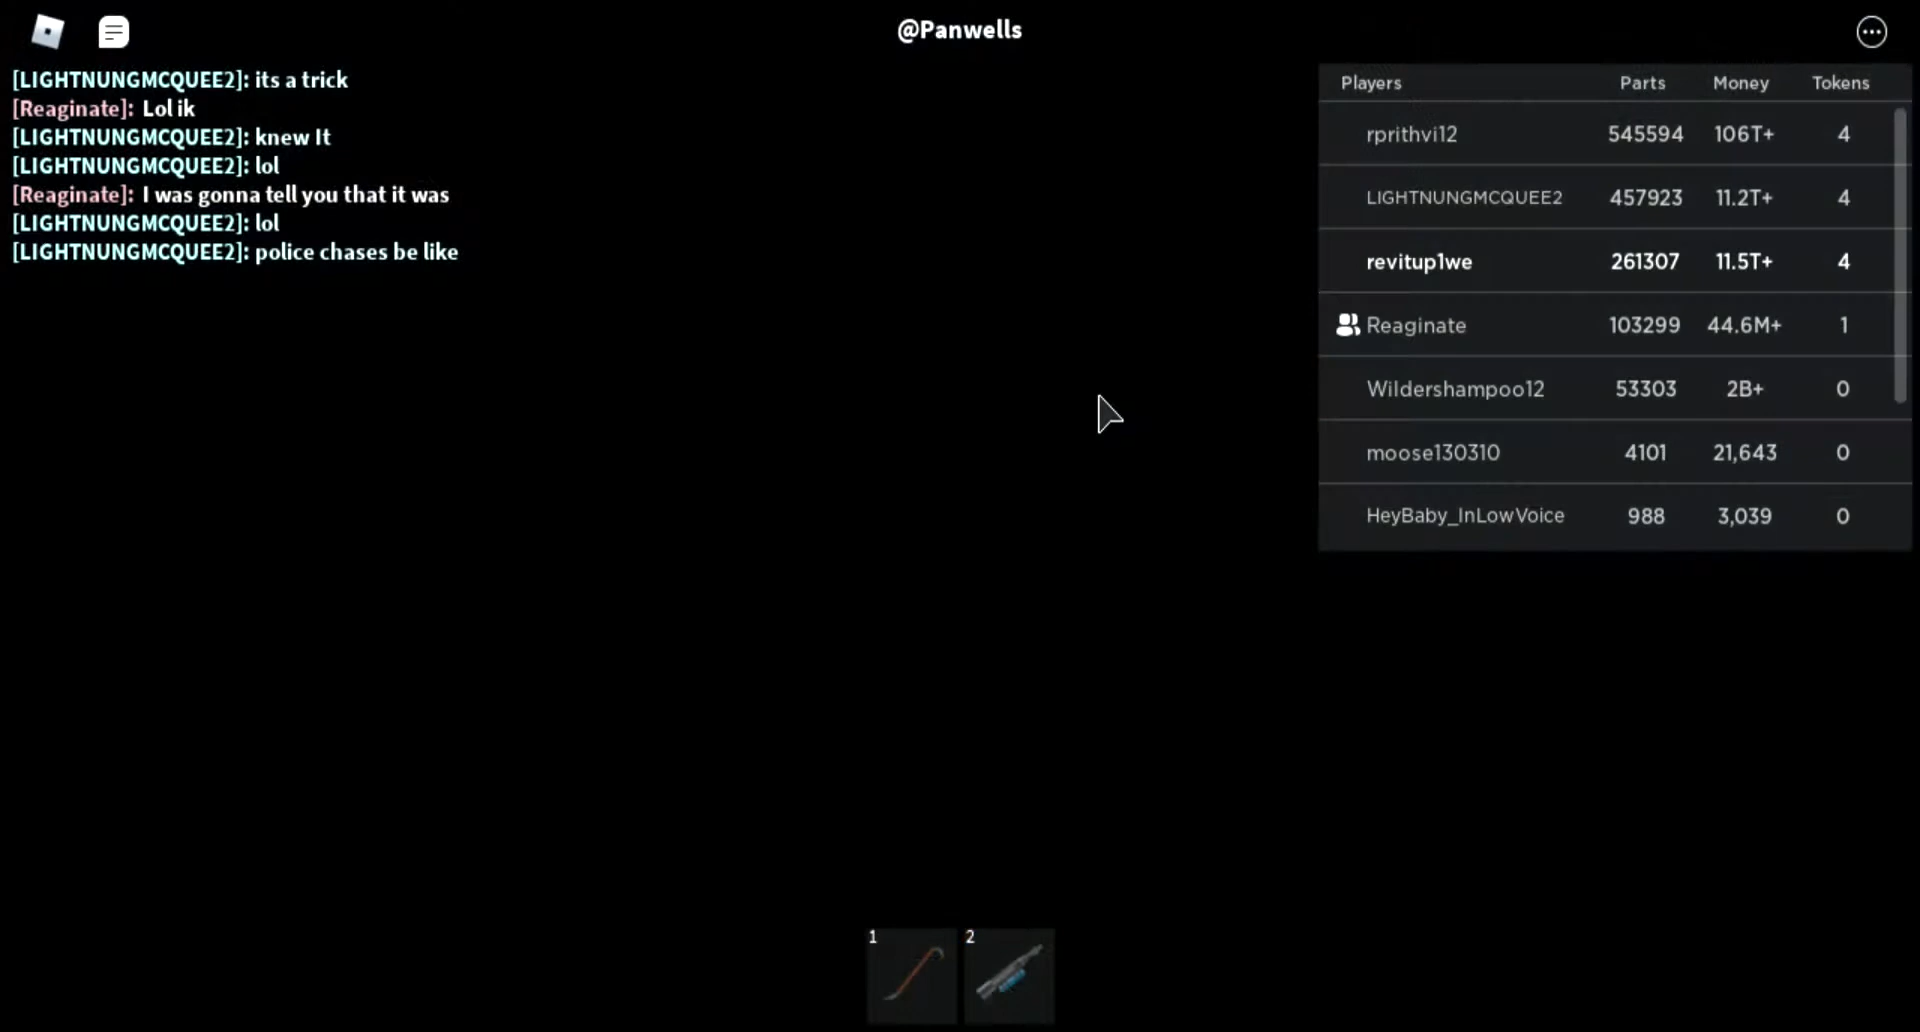 @Panwells
[LIGHTNUNGMCQUEE2]: its a trick
[Reaginate]: Lol ik
[LIGHTNUNGMCQUEE2]: knew It
[LIGHTNUNGMCQUEE2]: lol
[Reaginate]: I was gonna tell you that it was
[LIGHTNUNGMCQUEE2]: lol
[LIGHTNUNGMCQUEE2]: police chases be like
Players Parts Money Tokens
rprithvi12 545594 106T+ 4
LIGHTNUNGMCQUEE2 457923 11.2T+ 4
revitup1we 261307 11.5T+ 4
Reaginate 103299 44.6M+ 1
Wildershampoo12 53303 2B+ 0
moose130310 4101 21,643 0
HeyBaby_InLowVoice 988 3,039 0
1 2